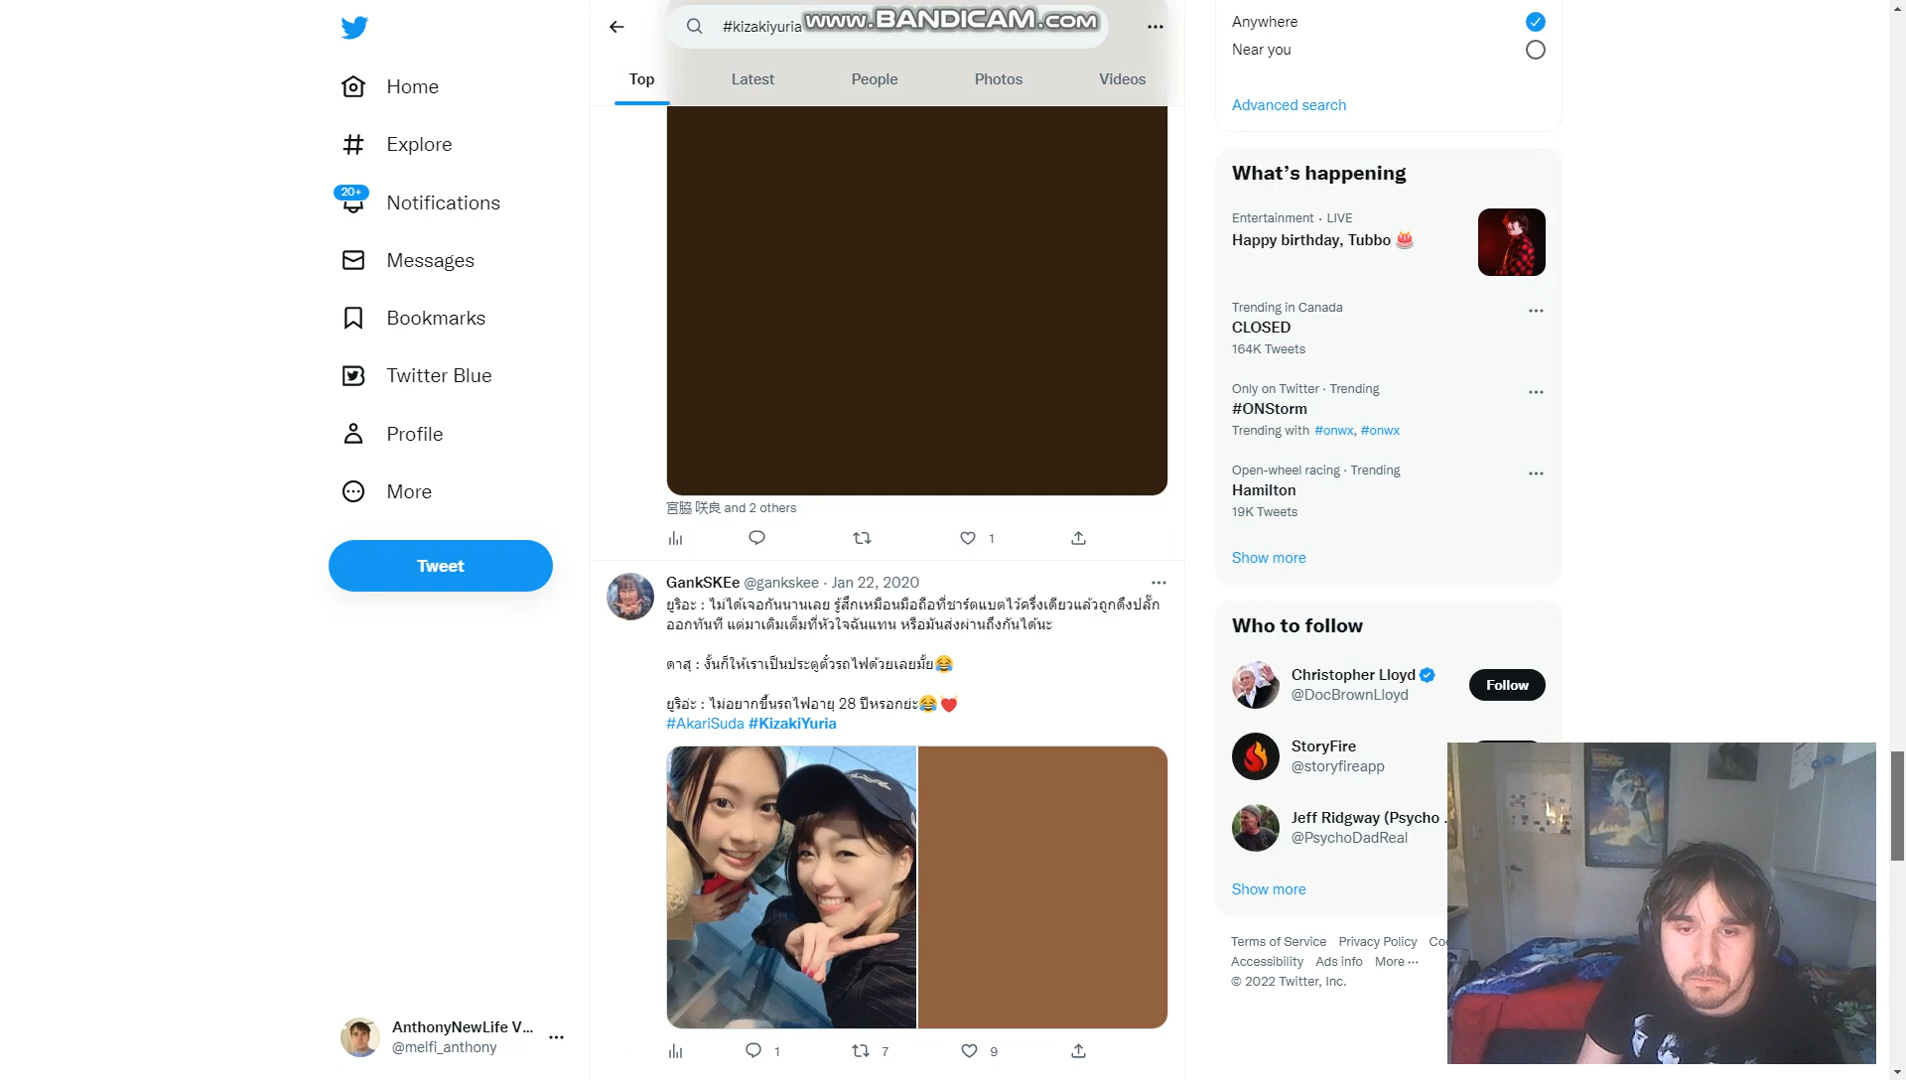 www.BANDICAM.com
#kizakiyuria
Top
Latest
People
Photos
Videos
Home
Explore
20+
Notifications
Messages
Bookmarks
Twitter Blue
Profile
More
Tweet
AnthonyNewLife V...
@melfi_anthony
宮脇 咲良 and 2 others
1
GankSKEe @gankskee · Jan 22, 2020
ยูริอะ : ไม่ได้เจอกันนานเลย รู้สึกเหมือนมือถือที่ชาร์ตแบตไว้ครึ่งเดียวแล้วถูกดึงปลั๊ก
ออกทันที แต่มาเติมเต็มที่หัวใจฉันแทน หรือมันส่งผ่านถึงกันได้นะ
ดาสุ : งั้นก็ให้เราเป็นประตูตั๋วรถไฟด้วยเลยมั้ย😂
ยูริอ่ะ : ไม่อยากขึ้นรถไฟอายุ 28 ปีหรอกย่ะ😂 ❤️
#AkariSuda #KizakiYuria
1
7
9
Anywhere
Near you
Advanced search
What's happening
Entertainment · LIVE
Happy birthday, Tubbo 🎂
Trending in Canada
CLOSED
164K Tweets
Only on Twitter · Trending
#ONStorm
Trending with #onwx, #onwx
Open-wheel racing · Trending
Hamilton
19K Tweets
Show more
Who to follow
Christopher Lloyd
@DocBrownLloyd
Follow
StoryFire
@storyfireapp
Jeff Ridgway (Psycho
@PsychoDadReal
Show more
Terms of Service Privacy Policy
Accessibility Ads info More ···
© 2022 Twitter, Inc.